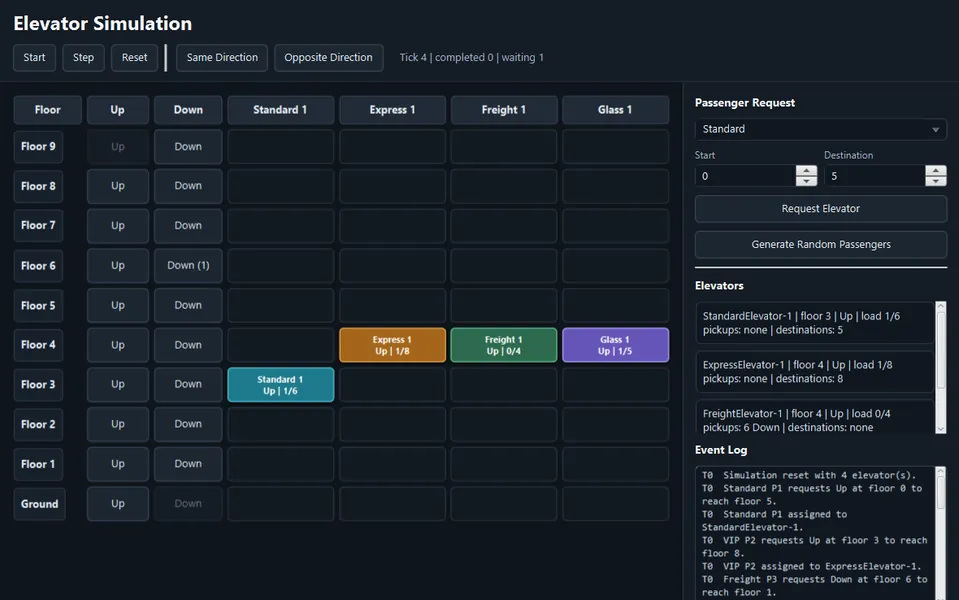 Elevator Simulation
Start Step Reset Same Direction Opposite Direction Tick 4 | completed 0 | waiting 1
Floor Up Down Standard 1 Express 1 Freight 1 Glass 1
Floor 9 Up Down
Floor 8 Up Down
Floor 7 Up Down
Floor 6 Up Down (1)
Floor 5 Up Down
Floor 4 Up Down
Express 1
Up | 1/8
Freight 1
Up | 0/4
Glass 1
Up | 1/5
Floor 3 Up Down
Standard 1
Up | 1/6
Floor 2 Up Down
Floor 1 Up Down
Ground Up Down
Passenger Request
Standard
Start Destination
0 5
Request Elevator
Generate Random Passengers
Elevators
StandardElevator-1 | floor 3 | Up | load 1/6
pickups: none | destinations: 5
ExpressElevator-1 | floor 4 | Up | load 1/8
pickups: none | destinations: 8
FreightElevator-1 | floor 4 | Up | load 0/4
pickups: 6 Down | destinations: none
Event Log
T0 Simulation reset with 4 elevator(s).
T0 Standard P1 requests Up at floor 0 to
reach floor 5.
T0 Standard P1 assigned to
StandardElevator-1.
T0 VIP P2 requests Up at floor 3 to reach
floor 8.
T0 VIP P2 assigned to ExpressElevator-1.
T0 Freight P3 requests Down at floor 6 to
reach floor 1.